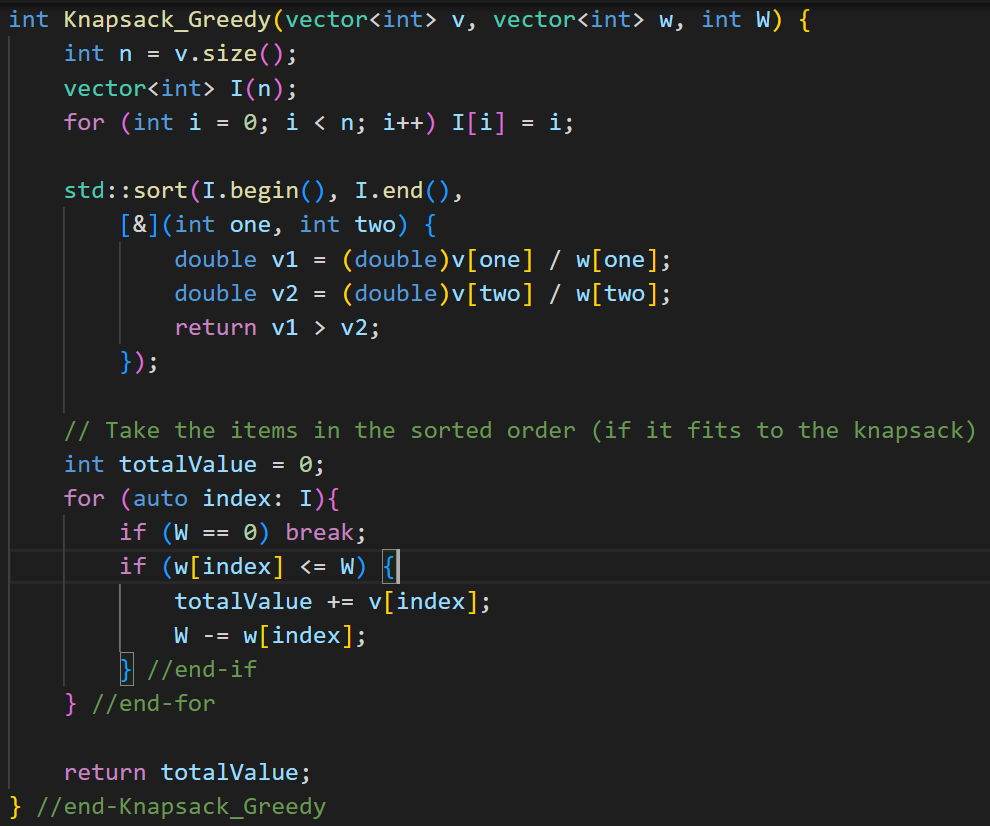 int Knapsack_Greedy(vector<int> v, vector<int> w, int W) {
    int n = v.size();
    vector<int> I(n);
    for (int i = 0; i < n; i++) I[i] = i;

    std::sort(I.begin(), I.end(),
        [&](int one, int two) {
            double v1 = (double)v[one] / w[one];
            double v2 = (double)v[two] / w[two];
            return v1 > v2;
        });

    // Take the items in the sorted order (if it fits to the knapsack)
    int totalValue = 0;
    for (auto index: I){
        if (W == 0) break;
        if (w[index] <= W) {
            totalValue += v[index];
            W -= w[index];
        } //end-if
    } //end-for

    return totalValue;
} //end-Knapsack_Greedy